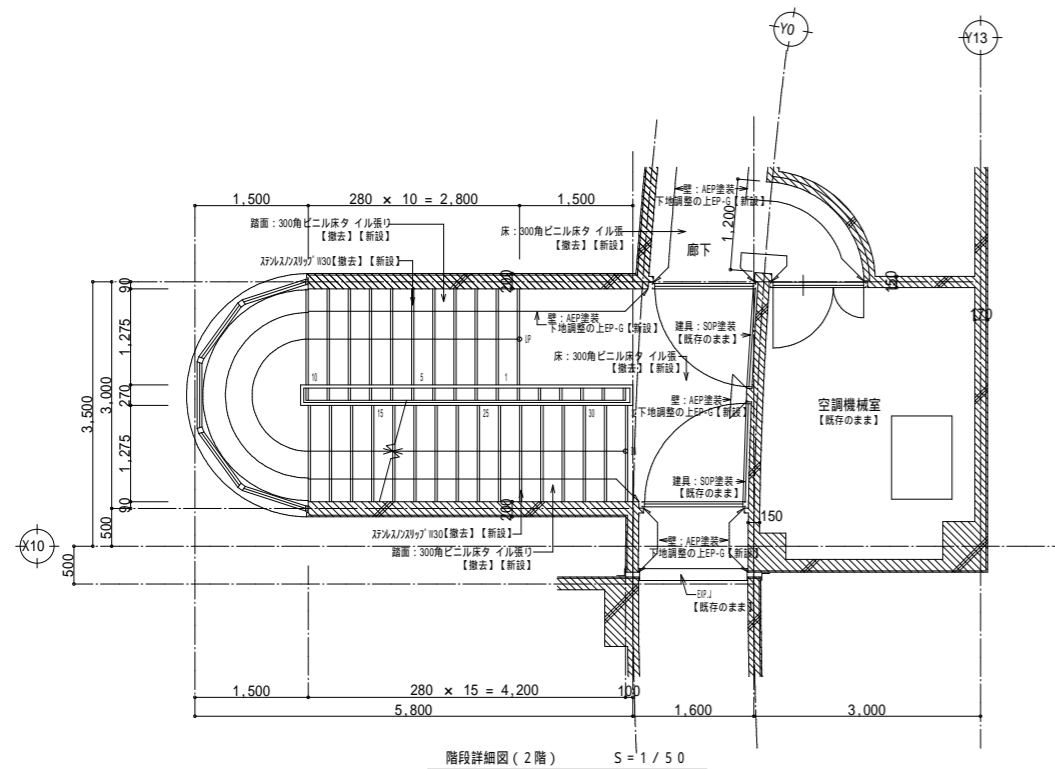 Y0
Y13
壁：AEP塗装
下地調整の上EP-G【新設】
1,500
280 × 10 = 2,800
1,500
1,200
踏面：300角ビニル床タイル張り
【撤去】【新設】
床：300角ビニル床タイル張
【撤去】【新設】
廊下
ステンレスノンスリップ W30【撤去】【新設】
200
150
170
90
壁：AEP塗装
下地調整の上EP-G【新設】
建具：SOP塗装
【既存のまま】
UP
1,275
床：300角ビニル床タイル張
【撤去】【新設】
10
5
1
3,000
270
3,500
壁：AEP塗装
下地調整の上EP-G【新設】
空調機械室
【既存のまま】
15
25
30
1,275
建具：SOP塗装
【既存のまま】
90
200
150
500
ステンレスノンスリップ W30【撤去】【新設】
X10
壁：AEP塗装
下地調整の上EP-G【新設】
踏面：300角ビニル床タイル張り
【撤去】【新設】
500
EXP.J
【既存のまま】
1,500
280 × 15 = 4,200
100
5,800
1,600
3,000
階段詳細図(２階) S=1/50